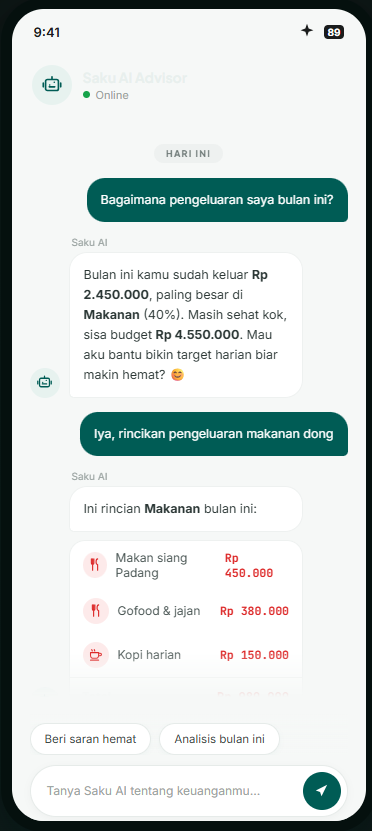 9:41
89
Saku AI Advisor
Online
HARI INI
Bagaimana pengeluaran saya bulan ini?
Saku AI
Bulan ini kamu sudah keluar Rp
2.450.000, paling besar di
Makanan (40%). Masih sehat kok,
sisa budget Rp 4.550.000. Mau
aku bantu bikin target harian biar
makin hemat? 😊
Iya, rincikan pengeluaran makanan dong
Saku AI
Ini rincian Makanan bulan ini:
Makan siang
Padang
Rp
450.000
Gofood & jajan Rp 380.000
Kopi harian Rp 150.000
Beri saran hemat
Analisis bulan ini
Tanya Saku AI tentang keuanganmu...